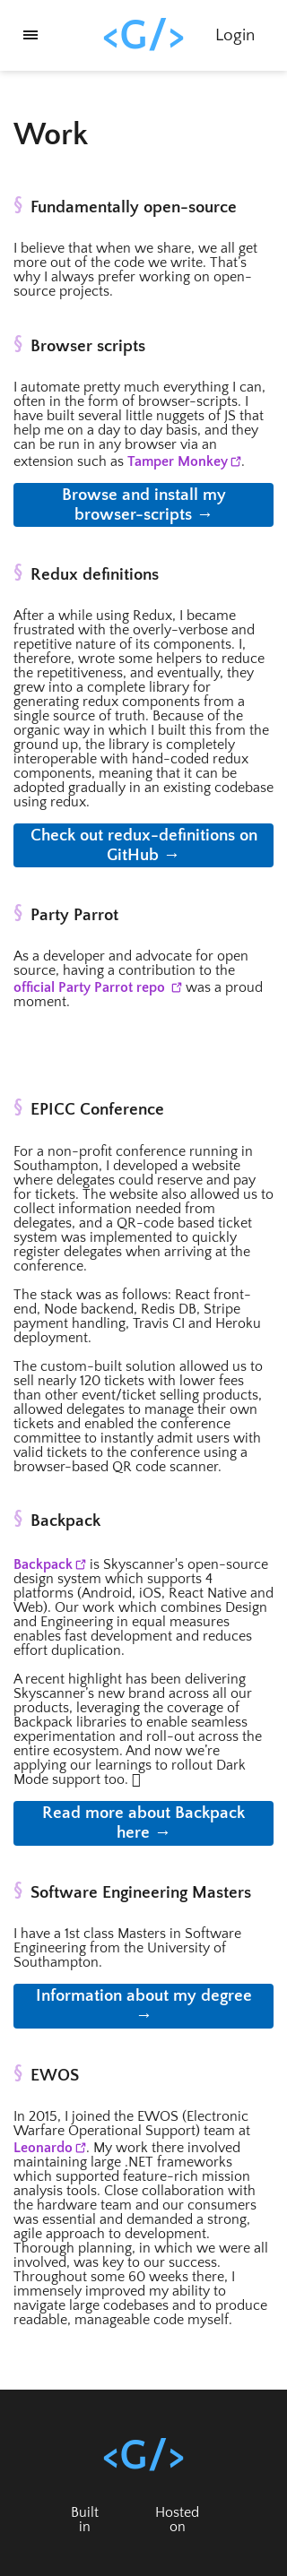 <G/>
Login
Work
§ Fundamentally open-source
I believe that when we share, we all get
more out of the code we write. That's
why I always prefer working on open-
source projects.
§ Browser scripts
I automate pretty much everything I can,
often in the form of browser-scripts. I
have built several little nuggets of JS that
help me on a day to day basis, and they
can be run in any browser via an
extension such as Tamper Monkey.
Browse and install my
browser-scripts →
§ Redux definitions
After a while using Redux, I became
frustrated with the overly-verbose and
repetitive nature of its components. I,
therefore, wrote some helpers to reduce
the repetitiveness, and eventually, they
grew into a complete library for
generating redux components from a
single source of truth. Because of the
organic way in which I built this from the
ground up, the library is completely
interoperable with hand-coded redux
components, meaning that it can be
adopted gradually in an existing codebase
using redux.
Check out redux-definitions on
GitHub →
§ Party Parrot
As a developer and advocate for open
source, having a contribution to the
official Party Parrot repo was a proud
moment.
§ EPICC Conference
For a non-profit conference running in
Southampton, I developed a website
where delegates could reserve and pay
for tickets. The website also allowed us to
collect information needed from
delegates, and a QR-code based ticket
system was implemented to quickly
register delegates when arriving at the
conference.
The stack was as follows: React front-
end, Node backend, Redis DB, Stripe
payment handling, Travis CI and Heroku
deployment.
The custom-built solution allowed us to
sell nearly 120 tickets with lower fees
than other event/ticket selling products,
allowed delegates to manage their own
tickets and enabled the conference
committee to instantly admit users with
valid tickets to the conference using a
browser-based QR code scanner.
§ Backpack
Backpack is Skyscanner's open-source
design system which supports 4
platforms (Android, iOS, React Native and
Web). Our work which combines Design
and Engineering in equal measures
enables fast development and reduces
effort duplication.
A recent highlight has been delivering
Skyscanner's new brand across all our
products, leveraging the coverage of
Backpack libraries to enable seamless
experimentation and roll-out across the
entire ecosystem. And now we're
applying our learnings to rollout Dark
Mode support too.
Read more about Backpack
here →
§ Software Engineering Masters
I have a 1st class Masters in Software
Engineering from the University of
Southampton.
Information about my degree
→
§ EWOS
In 2015, I joined the EWOS (Electronic
Warfare Operational Support) team at
Leonardo. My work there involved
maintaining large .NET frameworks
which supported feature-rich mission
analysis tools. Close collaboration with
the hardware team and our consumers
was essential and demanded a strong,
agile approach to development.
Thorough planning, in which we were all
involved, was key to our success.
Throughout some 60 weeks there, I
immensely improved my ability to
navigate large codebases and to produce
readable, manageable code myself.
<G/>
Built
in
Hosted
on